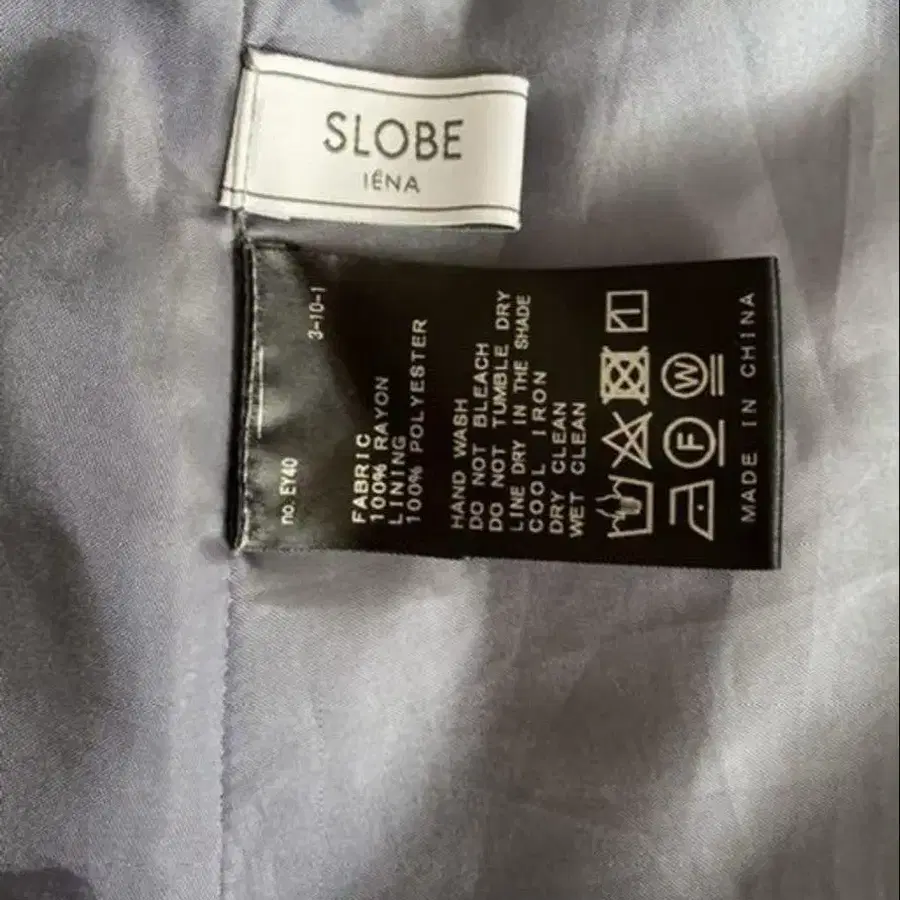 SLOBE
IÉNA
no. EY40
3-10-1
FABRIC
100% RAYON
LINING
100% POLYESTER
HAND WASH
DO NOT BLEACH
DO NOT TUMBLE DRY
LINE DRY IN THE SHADE
COOL IRON
DRY CLEAN
WET CLEAN
F
W
MADE IN CHINA